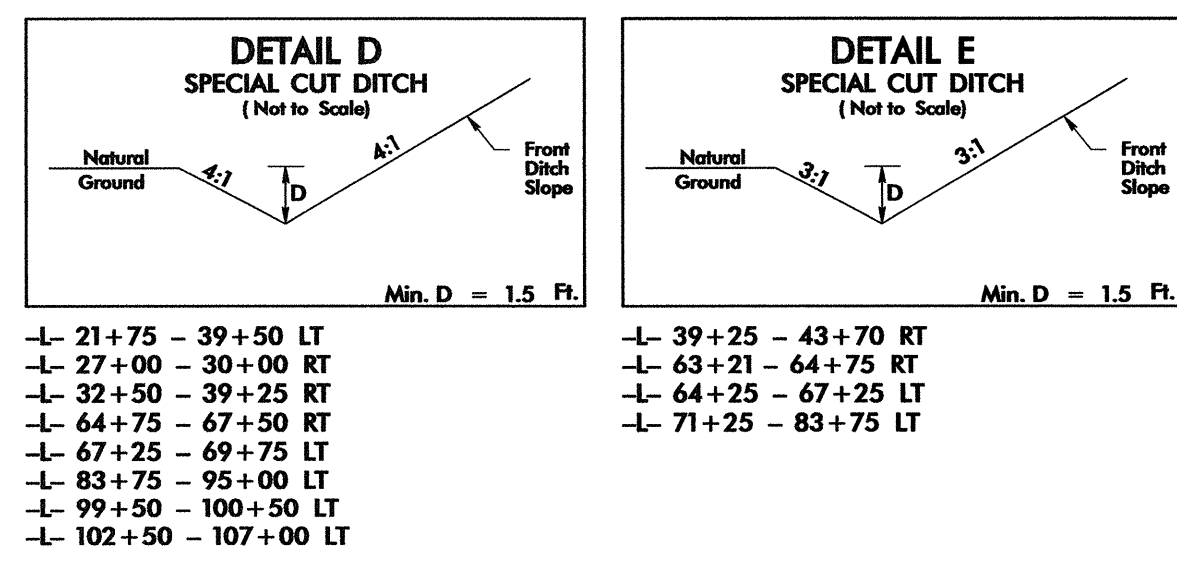 DETAIL D
SPECIAL CUT DITCH
( Not to Scale)
Natural
Ground
4:1
D
4:1
Front
Ditch
Slope
Min. D = 1.5 Ft.
-L- 21+75 - 39+50 LT
-L- 27+00 - 30+00 RT
-L- 32+50 - 39+25 RT
-L- 64+75 - 67+50 RT
-L- 67+25 - 69+75 LT
-L- 83+75 - 95+00 LT
-L- 99+50 - 100+50 LT
-L- 102+50 - 107+00 LT
DETAIL E
SPECIAL CUT DITCH
( Not to Scale)
Natural
Ground
3:1
D
3:1
Front
Ditch
Slope
Min. D = 1.5 Ft.
-L- 39+25 - 43+70 RT
-L- 63+21 - 64+75 RT
-L- 64+25 - 67+25 LT
-L- 71+25 - 83+75 LT